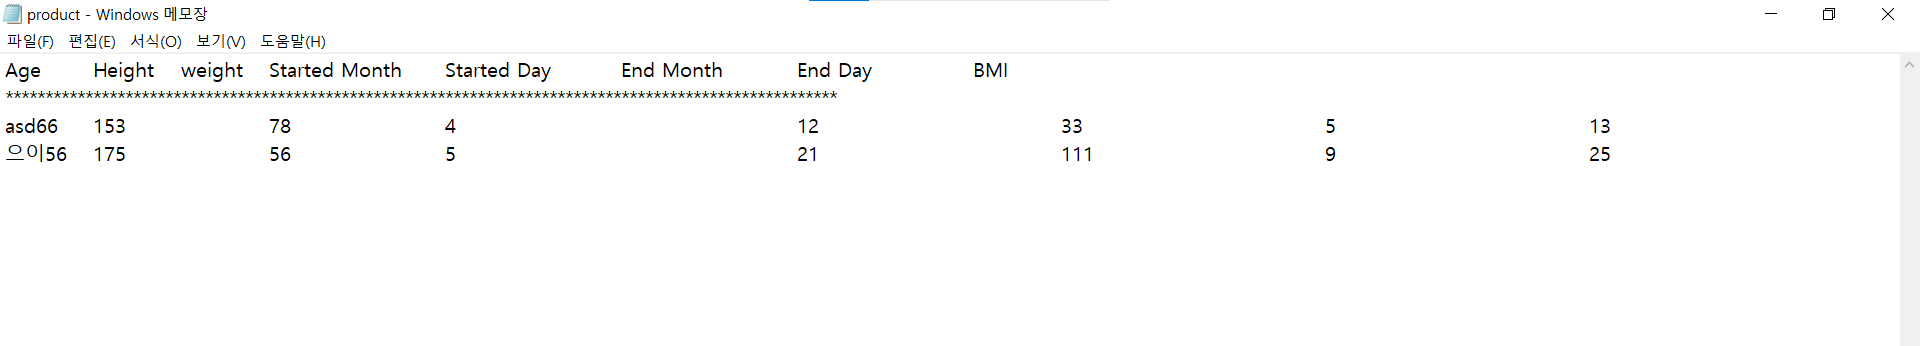 product - Windows 메모장
파일(F) 편집(E) 서식(O) 보기(V) 도움말(H)
Age Height weight Started Month Started Day End Month End Day BMI
********************************************************************************************************
asd66 153 78 4 12 33 5 13
으이56 175 56 5 21 111 9 25